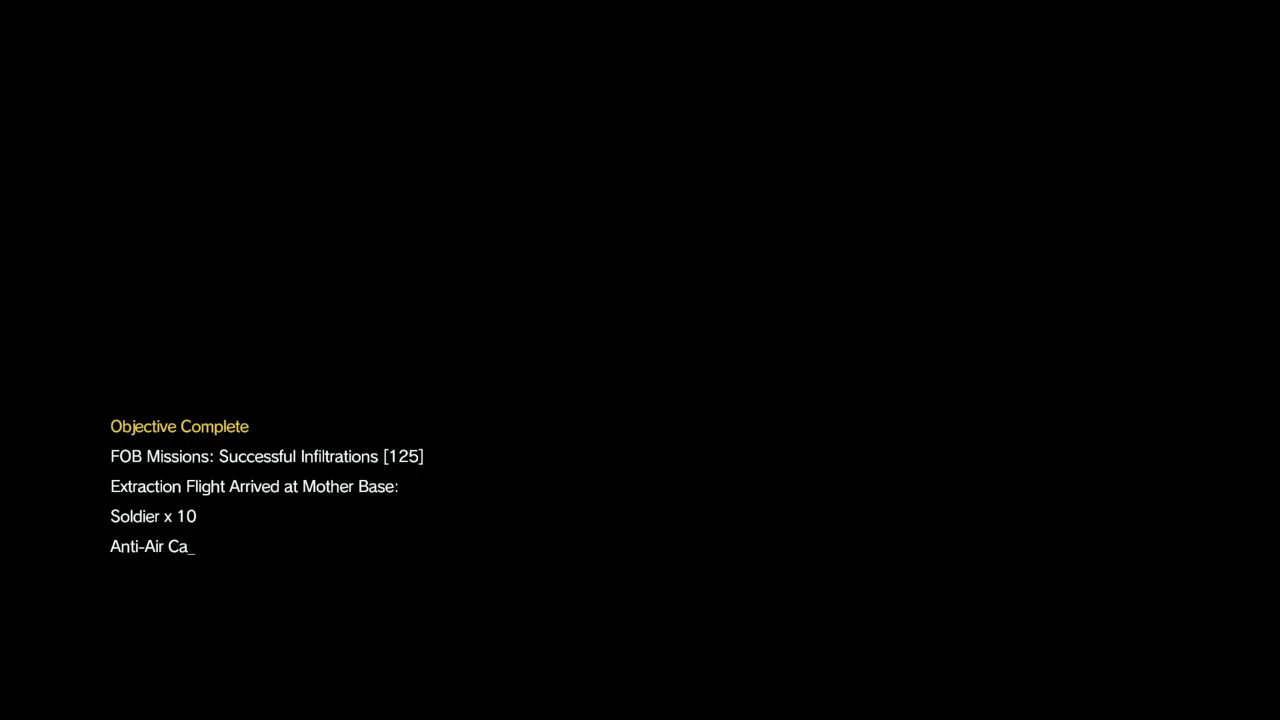 Objective Complete
FOB Missions: Successful Infiltrations [125]
Extraction Flight Arrived at Mother Base:
Soldier x 10
Anti-Air Ca_